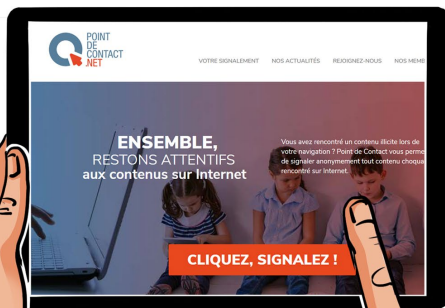 POINT
DE
CONTACT
.NET
VOTRE SIGNALEMENT NOS ACTUALITÉS REJOIGNEZ-NOUS NOS MEMB
ENSEMBLE,
RESTONS ATTENTIFS
aux contenus sur Internet
Vous avez rencontré un contenu illicite lors de
votre navigation ? Point de Contact vous perme
de signaler anonymement tout contenu choqua
rencontré sur Internet.
CLIQUEZ, SIGNALEZ !